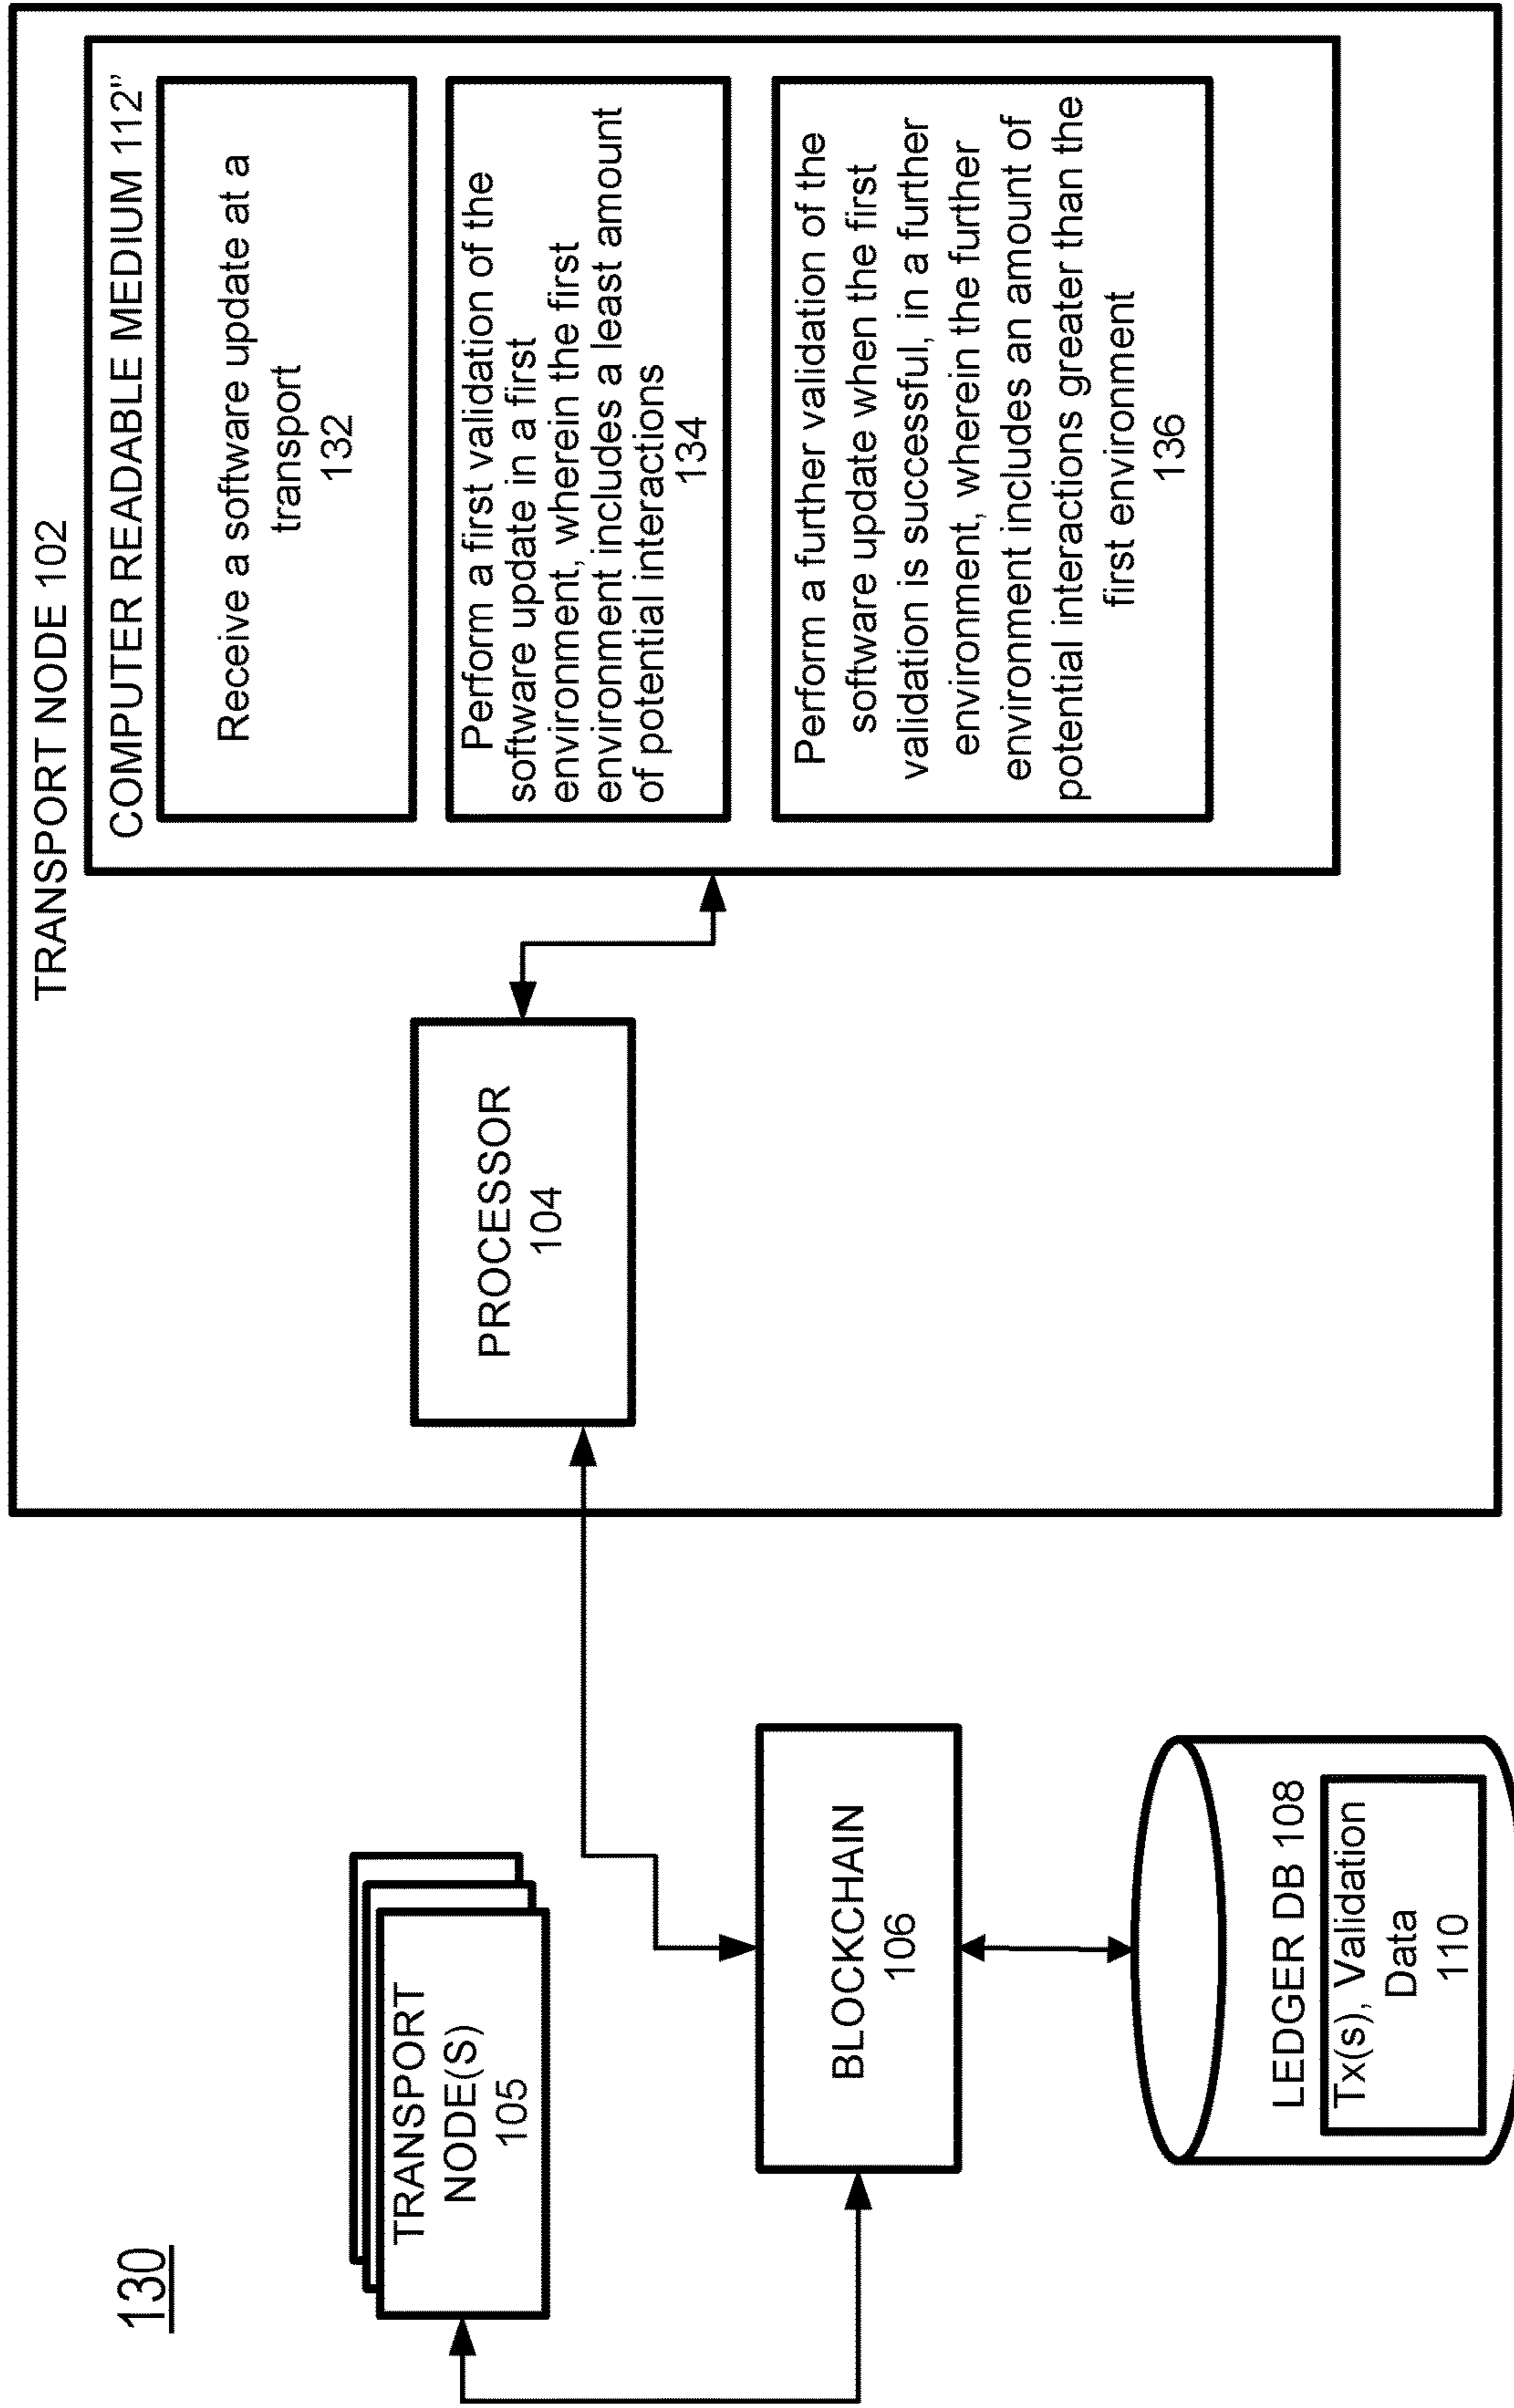 130
TRANSPORT
NODE(S)
105
BLOCKCHAIN
106
LEDGER DB 108
Tx(s), Validation
Data
110
TRANSPORT NODE 102
PROCESSOR
104
COMPUTER READABLE MEDIUM 112"
Receive a software update at a
transport
132
Perform a first validation of the
software update in a first
environment, wherein the first
environment includes a least amount
of potential interactions
134
Perform a further validation of the
software update when the first
validation is successful, in a further
environment, wherein the further
environment includes an amount of
potential interactions greater than the
first environment
136